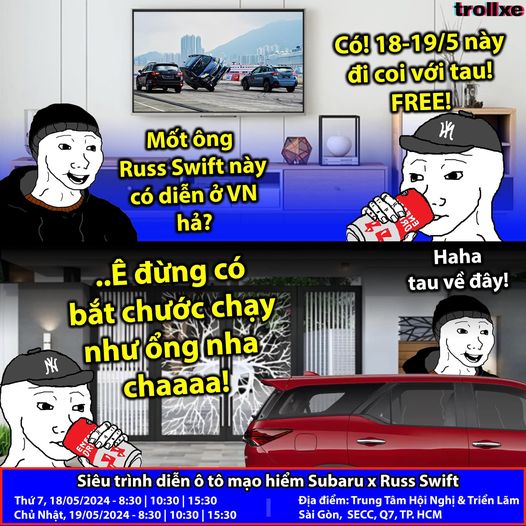 trollxe
Có! 18-19/5 này
đi coi với tau!
FREE!
Mốt ông
Russ Swift này
có diễn ở VN
hả?
..Ê đừng có
bắt chước chạy
như ổng nha
chaaaa!
Haha
tau về đây!
Siêu trình diễn ô tô mạo hiểm Subaru x Russ Swift
Thứ 7, 18/05/2024 - 8:30 | 10:30 | 15:30
Chủ Nhật, 19/05/2024 - 8:30 | 10:30 | 15:30
Địa điểm: Trung Tâm Hội Nghị & Triển Lãm
Sài Gòn, SECC, Q7, TP. HCM